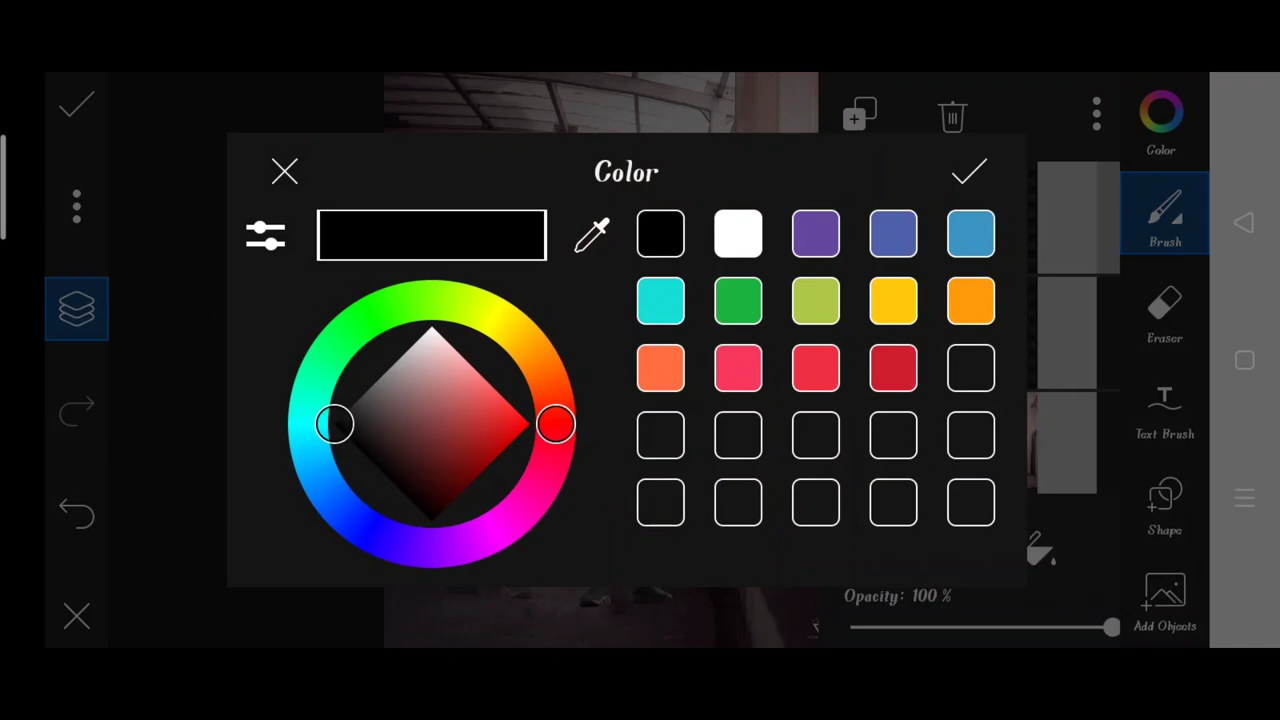 Color
Color
Brush
Eraser
Text Brush
Shape
Opacity: 100 %
Add Objects